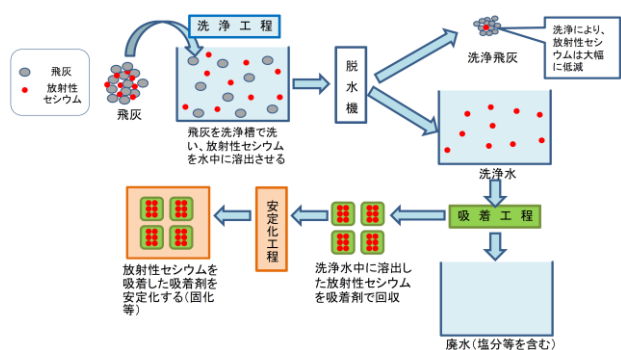 洗浄工程
飛灰
放射性
セシウム
飛灰
飛灰を洗浄槽で洗
い、放射性セシウム
を水中に溶出させる
脱水機
洗浄飛灰
洗浄により、
放射性セシ
ウムは大幅
に低減
洗浄水
吸着工程
廃水(塩分等を含む)
洗浄水中に溶出し
た放射性セシウム
を吸着剤で回収
安定化工程
放射性セシウムを
吸着した吸着剤を
安定化する(固化
等)